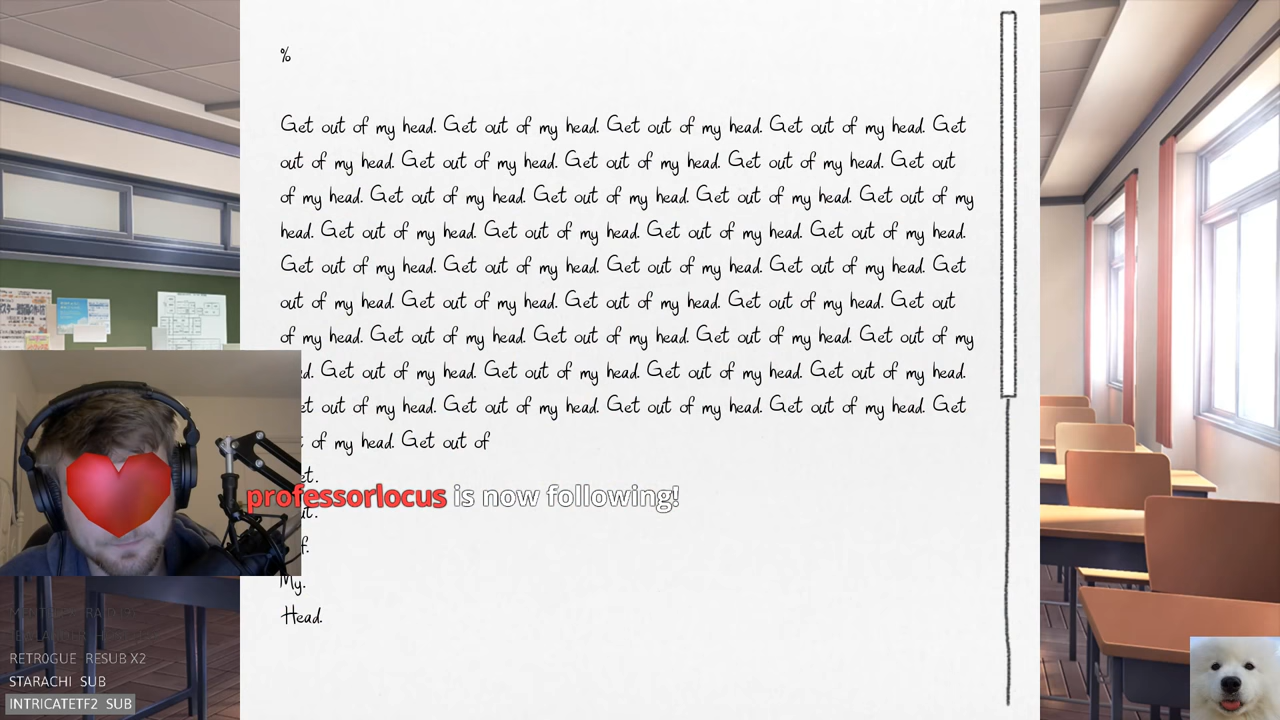 %
Get out of my head. Get out of my head. Get out of my head. Get out of my head. Get
out of my head. Get out of my head. Get out of my head. Get out of my head. Get out
of my head. Get out of my head. Get out of my head. Get out of my head. Get out of my
head. Get out of my head. Get out of my head. Get out of my head. Get out of my head.
Get out of my head. Get out of my head. Get out of my head. Get out of my head. Get
out of my head. Get out of my head. Get out of my head. Get out of my head. Get out
of my head. Get out of my head. Get out of my head. Get out of my head. Get out of my
Get out of my head. Get out of my head. Get out of my head. Get out of my head.
out of my head. Get out of my head. Get out of my head. Get out of my head. Get
of my head. Get out of
professorlocus is now following!
My.
Head.
RETR0GUE RESUB X2
STARACHI SUB
INTRICATETF2 SUB